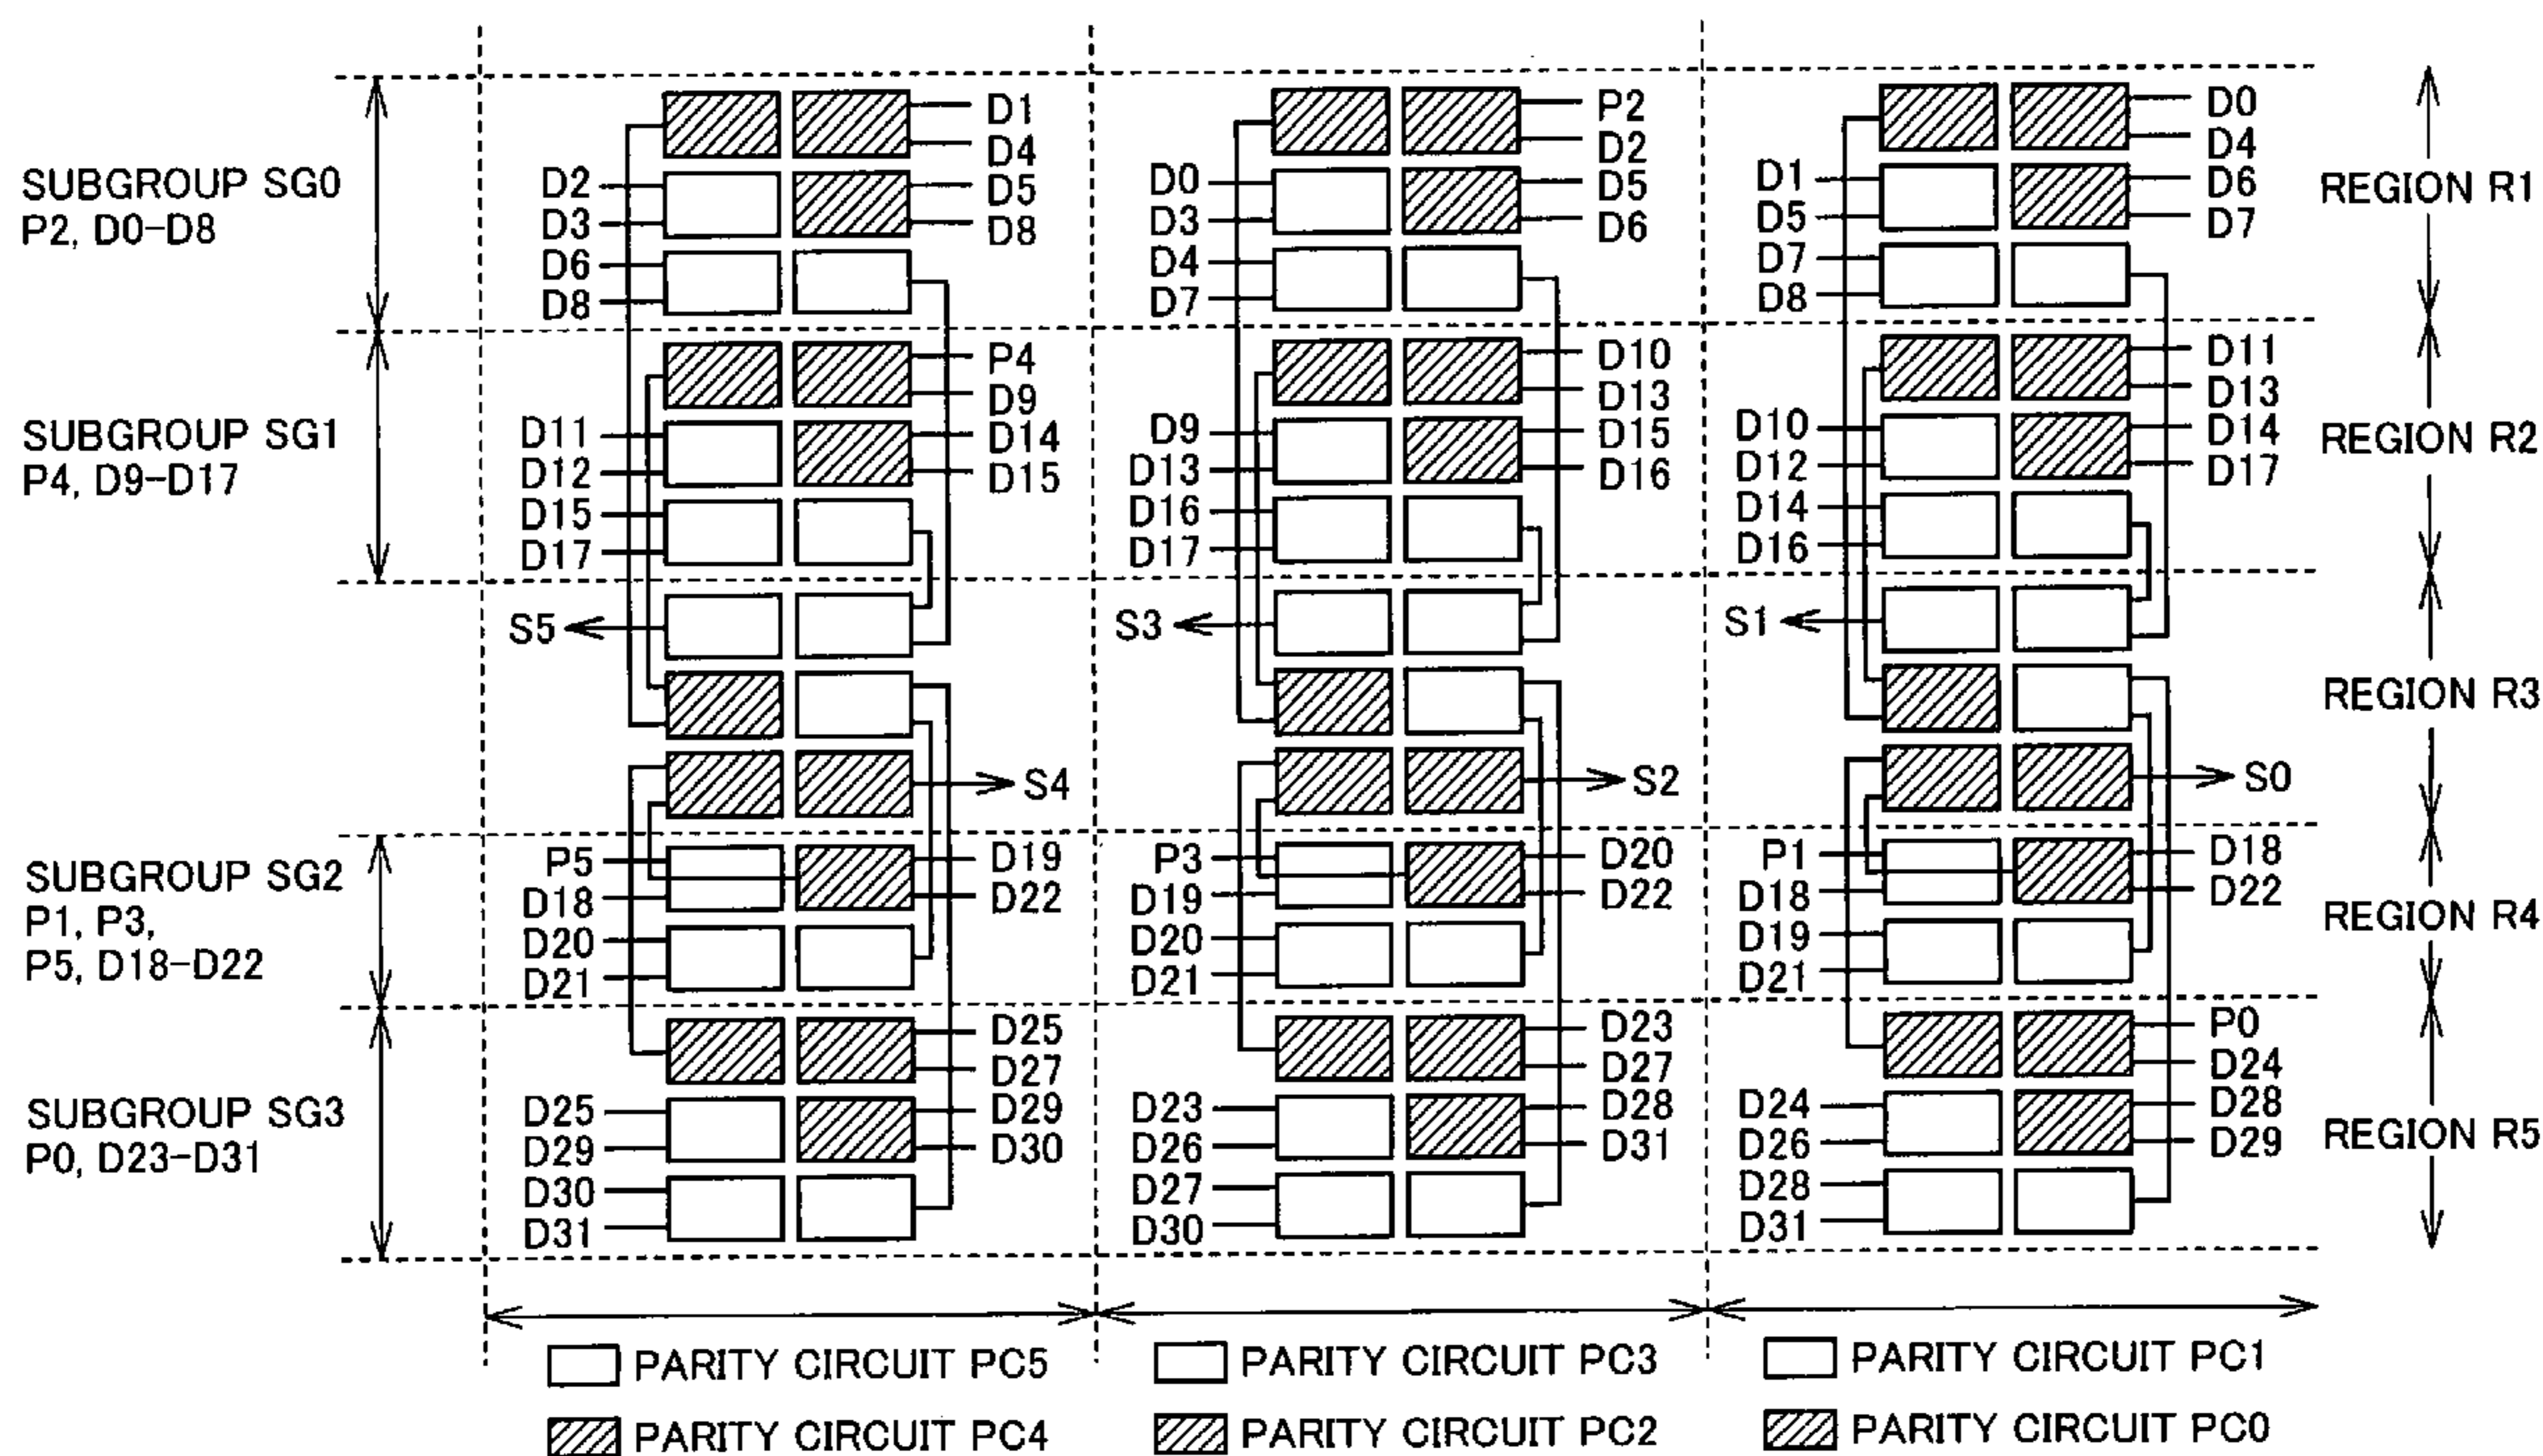 D1
D4
SUBGROUP SG0
P2, D0-D8
D2
D3
D5
D8
D6
D8
P2
D2
D0
D3
D5
D6
D4
D7
D0
D4
D1
D5
D6
D7
D7
D8
REGION R1
SUBGROUP SG1
P4, D9-D17
P4
D9
D11
D12
D14
D15
D15
D17
D10
D13
D9
D13
D15
D16
D16
D17
D11
D13
D10
D12
D14
D17
D14
D16
REGION R2
S5
S3
S1
S4
S2
S0
REGION R3
SUBGROUP SG2
P1, P3,
P5, D18-D22
P5
D18
D19
D22
D20
D21
P3
D19
D20
D22
D20
D21
P1
D18
D18
D22
D19
D21
REGION R4
SUBGROUP SG3
P0, D23-D31
D25
D27
D25
D29
D29
D30
D30
D31
D23
D27
D23
D26
D28
D31
D27
D30
P0
D24
D24
D26
D28
D29
D28
D31
REGION R5
PARITY CIRCUIT PC5
PARITY CIRCUIT PC3
PARITY CIRCUIT PC1
PARITY CIRCUIT PC4
PARITY CIRCUIT PC2
PARITY CIRCUIT PC0